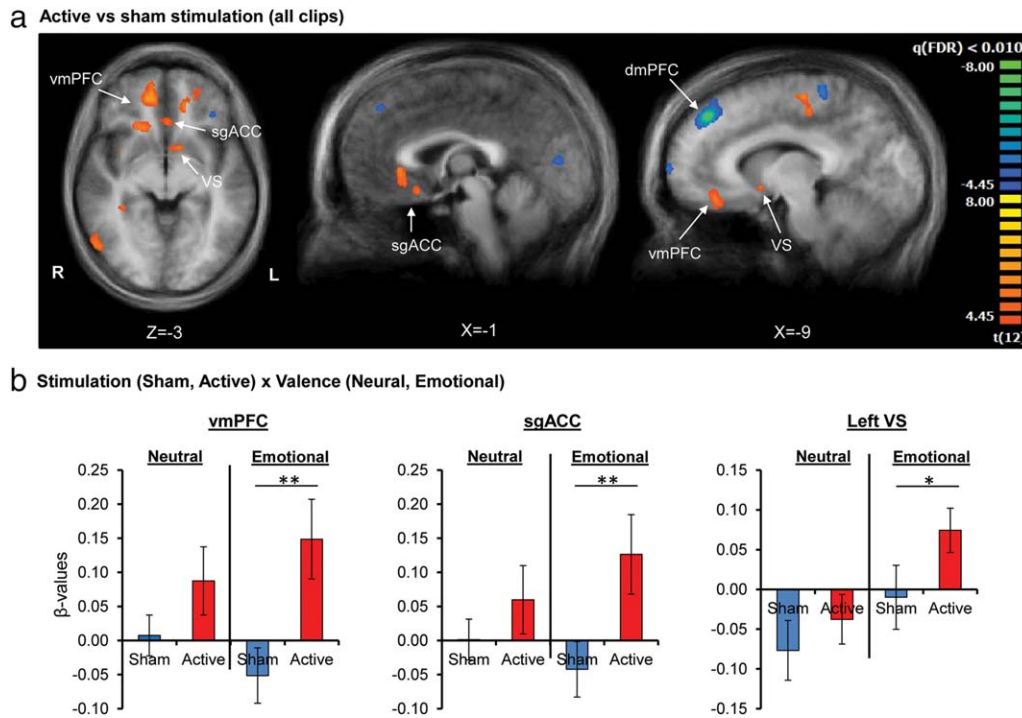 a Active vs sham stimulation (all clips)
q(FDR) < 0.010
-8.00
-4.45
8.00
4.45
t(12)
vmPFC
sgACC
VS
R
L
Z=-3
sgACC
X=-1
dmPFC
vmPFC
VS
X=-9
b Stimulation (Sham, Active) x Valence (Neural, Emotional)
vmPFC
Neutral Emotional
**
β-values
0.25
0.20
0.15
0.10
0.05
0.00
-0.05
-0.10
Sham Active Sham Active
sgACC
Neutral Emotional
**
0.25
0.20
0.15
0.10
0.05
0.00
-0.05
-0.10
Sham Active Sham Active
Left VS
Neutral Emotional
*
0.15
0.10
0.05
0.00
-0.05
-0.10
-0.15
Sham Active Sham Active